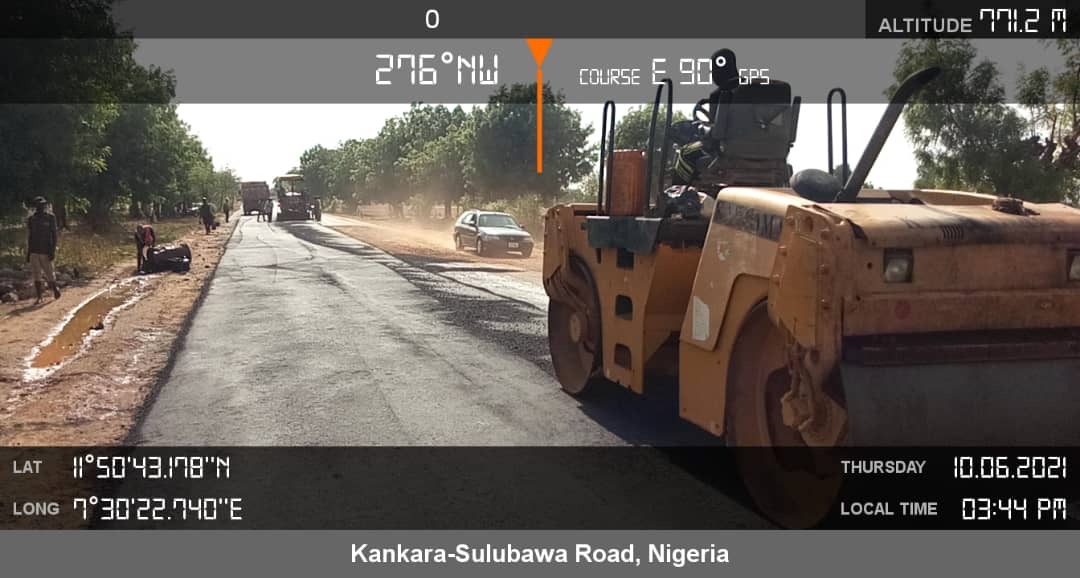 0
ALTITUDE 771.2 M
276°NW
COURSE E 90° GPS
LAT 11°50'43.178"N
LONG 7°30'22.740"E
THURSDAY 10.06.2021
LOCAL TIME 03:44 PM
Kankara-Sulubawa Road, Nigeria